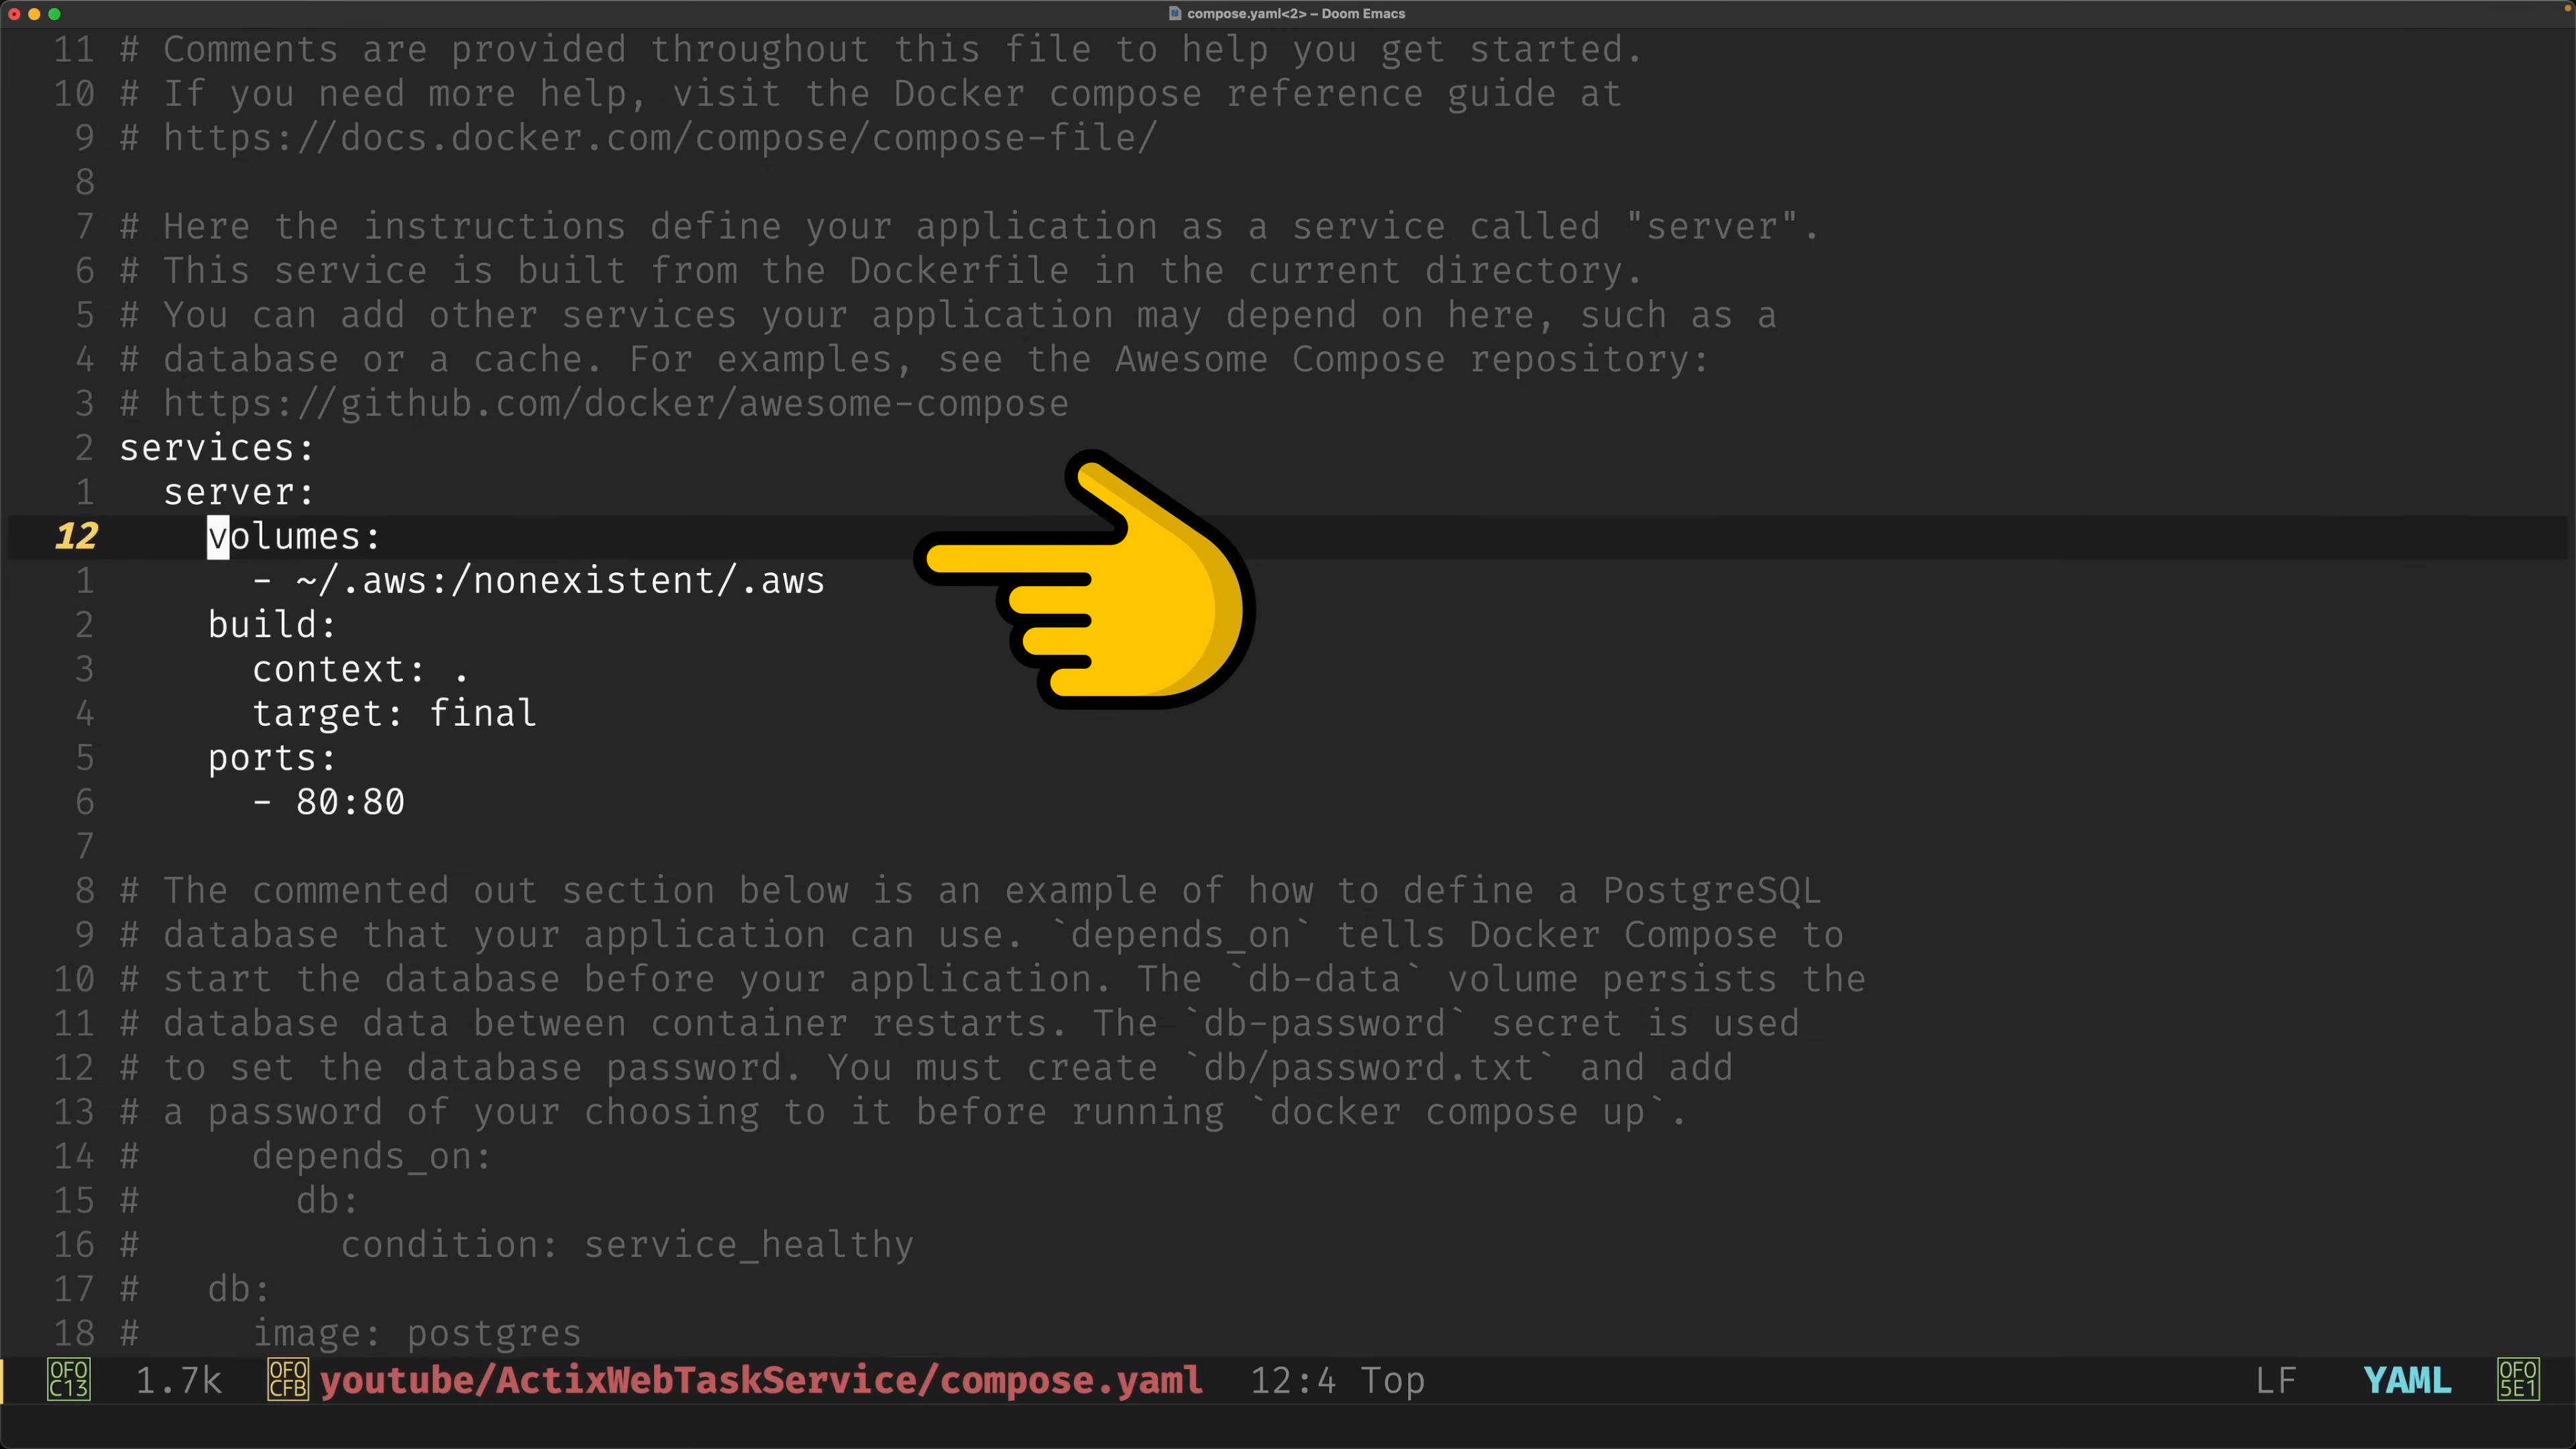 compose.yaml<2> – Doom Emacs
11 # Comments are provided throughout this file to help you get started.
10 # If you need more help, visit the Docker compose reference guide at
9 # https://docs.docker.com/compose/compose-file/
8
7 # Here the instructions define your application as a service called "server".
6 # This service is built from the Dockerfile in the current directory.
5 # You can add other services your application may depend on here, such as a
4 # database or a cache. For examples, see the Awesome Compose repository:
3 # https://github.com/docker/awesome-compose
2 services:
1   server:
12     volumes:
1       - ~/.aws:/nonexistent/.aws
2     build:
3       context: .
4       target: final
5     ports:
6       - 80:80
7
8 # The commented out section below is an example of how to define a PostgreSQL
9 # database that your application can use. `depends_on` tells Docker Compose to
10 # start the database before your application. The `db-data` volume persists the
11 # database data between container restarts. The `db-password` secret is used
12 # to set the database password. You must create `db/password.txt` and add
13 # a password of your choosing to it before running `docker compose up`.
14 #     depends_on:
15 #       db:
16 #         condition: service_healthy
17 #   db:
18 #     image: postgres
0F0C13 1.7k 0F0CFB youtube/ActixWebTaskService/compose.yaml 12:4 Top LF YAML 0F05E1